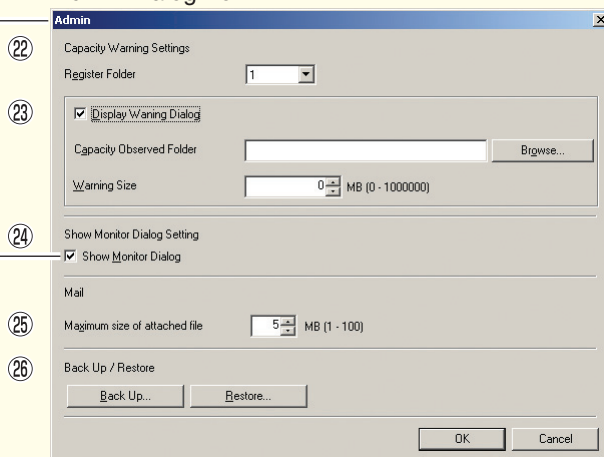 Admin
㉒ Capacity Warning Settings
Register Folder 1
㉓ Display Waning Dialog
Capacity Observed Folder Browse...
Warning Size 0 MB (0 - 1000000)
㉔ Show Monitor Dialog Setting
Show Monitor Dialog
Mail
㉕ Maximum size of attached file 5 MB (1 - 100)
㉖ Back Up / Restore
Back Up... Restore...
OK Cancel